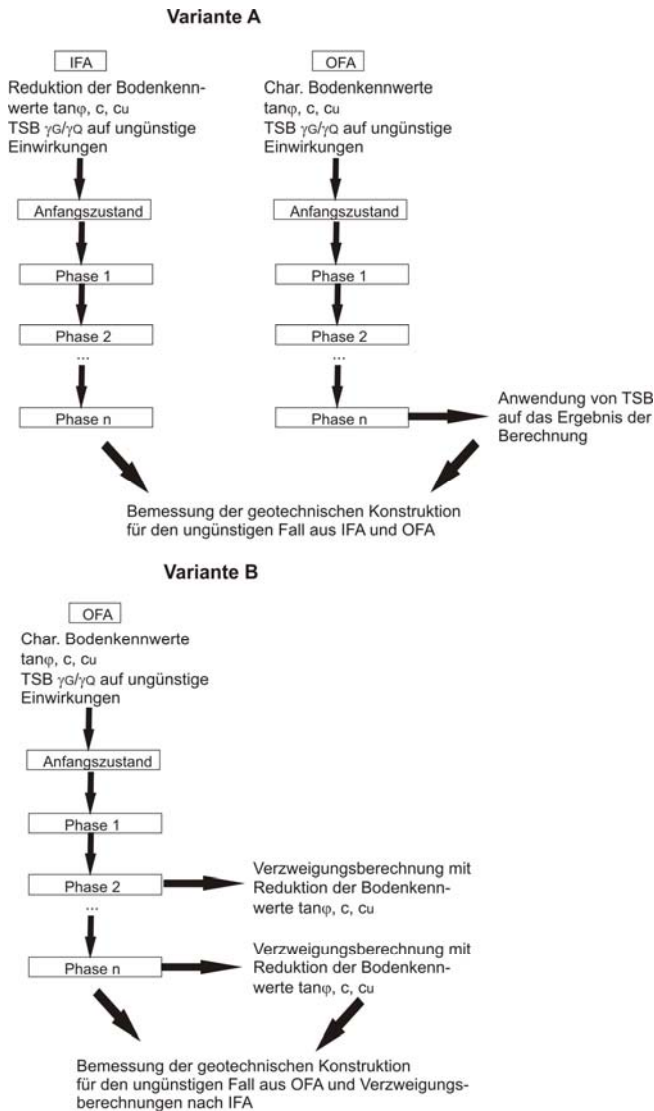 Variante A
IFA
Reduktion der Bodenkenn-
werte tanφ, c, cu
TSB γG/γQ auf ungünstige
Einwirkungen
Anfangszustand
Phase 1
Phase 2
...
Phase n
OFA
Char. Bodenkennwerte
tanφ, c, cu
TSB γG/γQ auf ungünstige
Einwirkungen
Anfangszustand
Phase 1
Phase 2
...
Phase n
Anwendung von TSB
auf das Ergebnis der
Berechnung
Bemessung der geotechnischen Konstruktion
für den ungünstigen Fall aus IFA und OFA
Variante B
OFA
Char. Bodenkennwerte
tanφ, c, cu
TSB γG/γQ auf ungünstige
Einwirkungen
Anfangszustand
Phase 1
Phase 2
Verzweigungsberechnung mit
Reduktion der Bodenkenn-
werte tanφ, c, cu
...
Phase n
Verzweigungsberechnung mit
Reduktion der Bodenkenn-
werte tanφ, c, cu
Bemessung der geotechnischen Konstruktion
für den ungünstigen Fall aus OFA und Verzweigungs-
berechnungen nach IFA